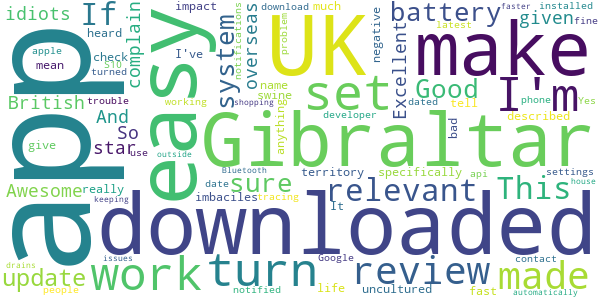 app
downloaded
Gibraltar
UK
easy
make
I'm
turn
work
set
review
relevant
This
made
update
sure
battery
system
Good
If
star
British
idiots
complain
overseas
Excellent
given
Awesome
And
So
impact
I've
heard
check
S10
turned
apple
mean
trouble
use
give
really
working
download
much
notifications
problem
negative
latest
installed
faster
fine
name
swine
anything
dated
tell
phone
Yes
developer
bad
described
specifically
api
territory
settings
house
outside
shopping
Bluetooth
date
imbaciles
It
keeping
tracing
Google
contact
uncultured
life
fast
automatically
issues
notified
people
drains